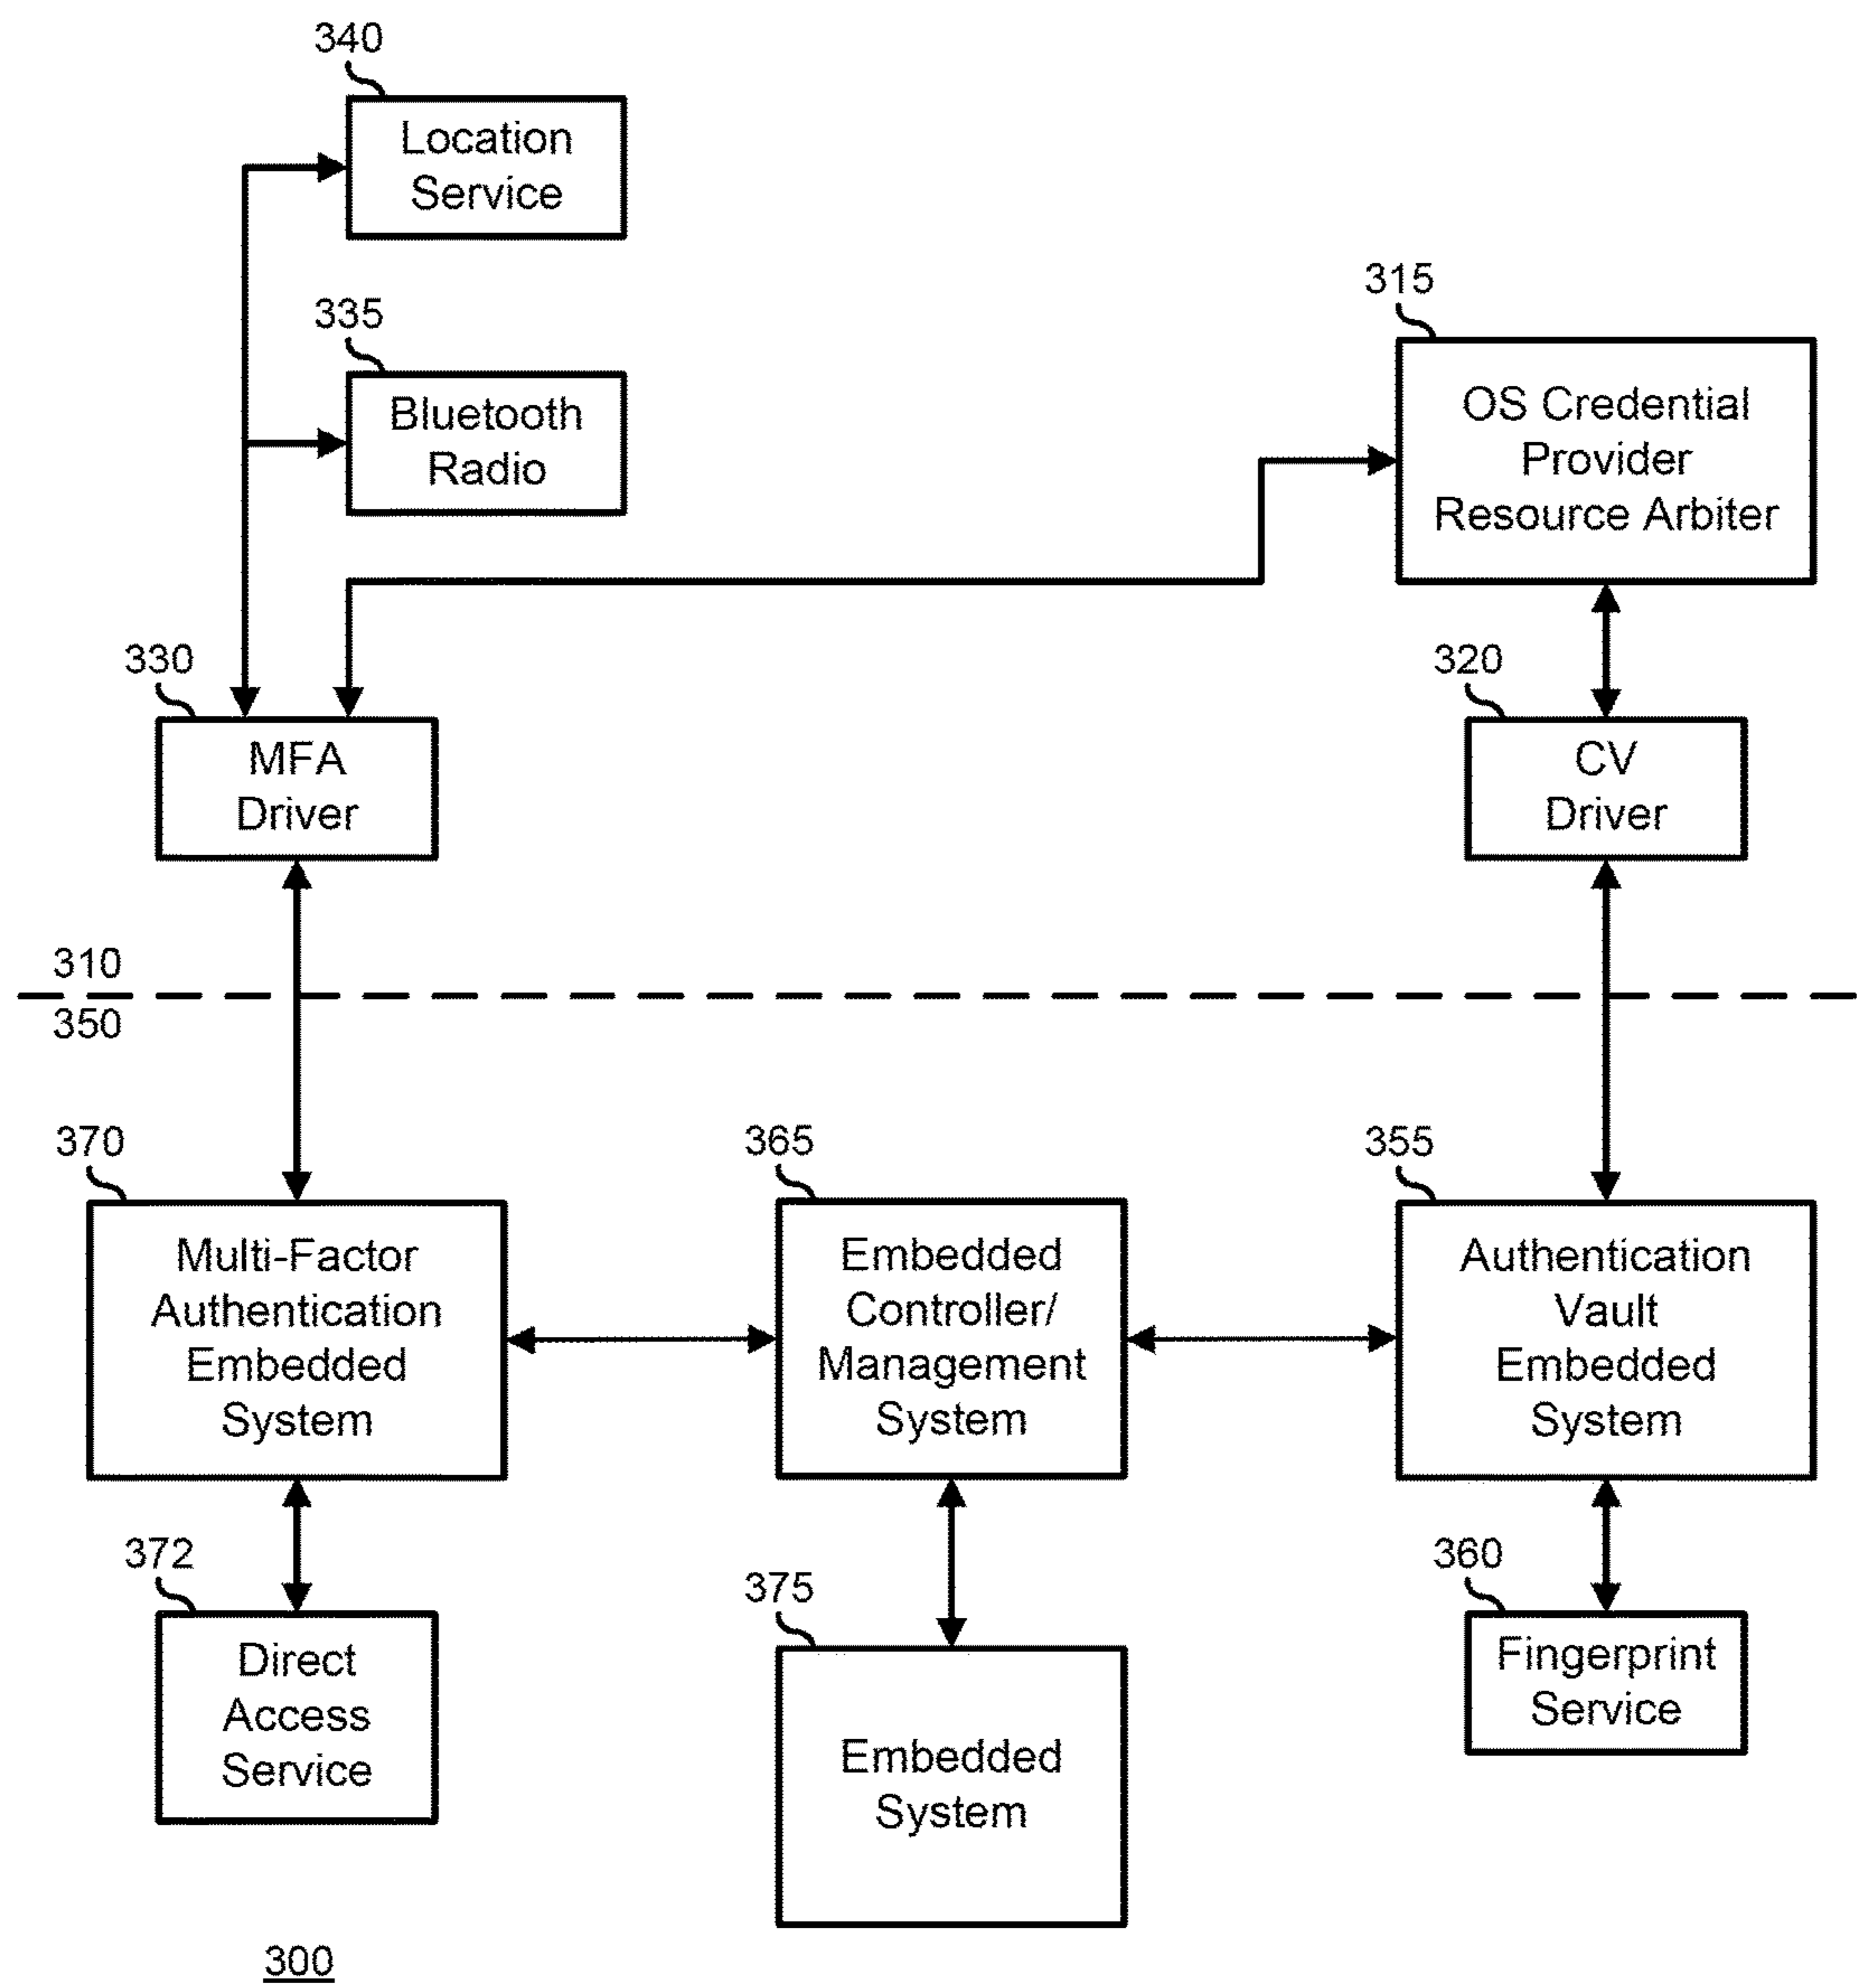 340
Location
Service
335
Bluetooth
Radio
315
OS Credential
Provider
Resource Arbiter
330
MFA
Driver
320
CV
Driver
310
350
370
Multi-Factor
Authentication
Embedded
System
365
Embedded
Controller/
Management
System
355
Authentication
Vault
Embedded
System
372
Direct
Access
Service
375
Embedded
System
360
Fingerprint
Service
300